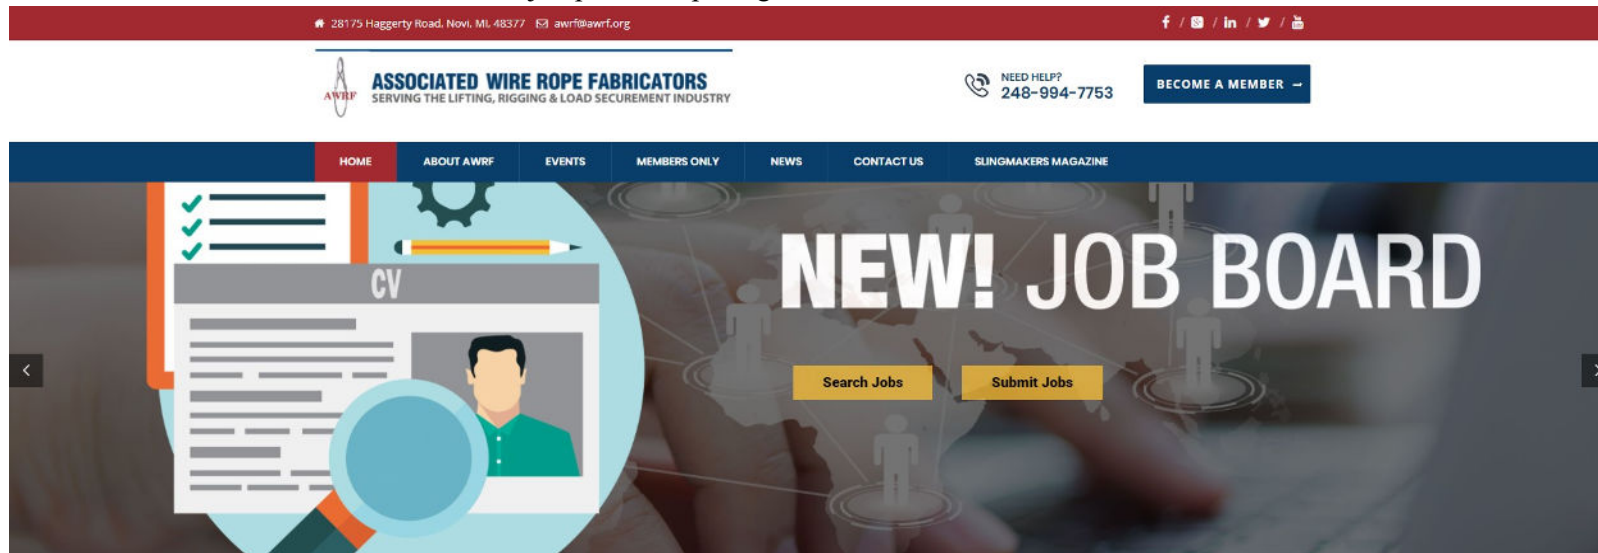 28175 Haggerty Road, Novi, MI, 48377 awrf@awrf.org
f / g / in / / You
AWRF
ASSOCIATED WIRE ROPE FABRICATORS
SERVING THE LIFTING, RIGGING & LOAD SECUREMENT INDUSTRY
NEED HELP?
248-994-7753
BECOME A MEMBER →
HOME ABOUT AWRF EVENTS MEMBERS ONLY NEWS CONTACT US SLINGMAKERS MAGAZINE
CV
NEW! JOB BOARD
Search Jobs Submit Jobs